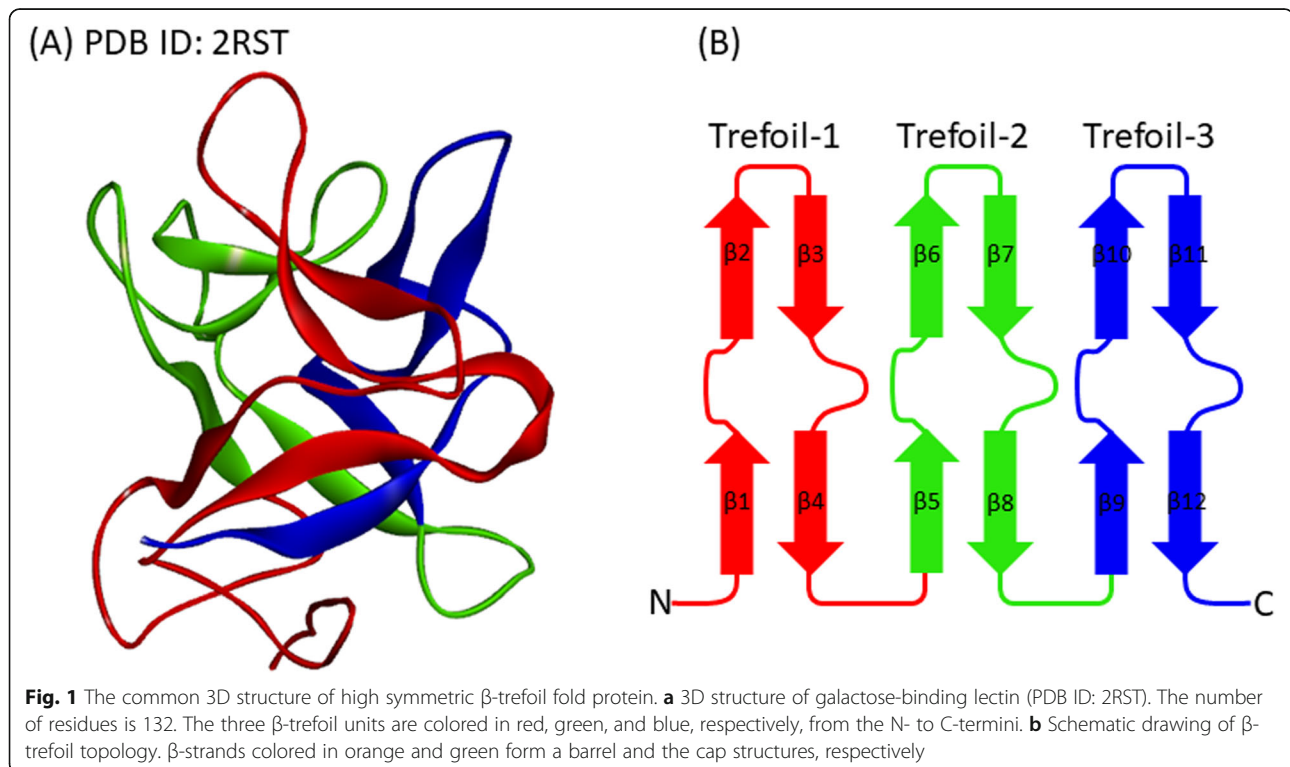 (A) PDB ID: 2RST
(B)
Trefoil-1 Trefoil-2 Trefoil-3
β2 β3 β6 β7 β10 β11
β1 β4 β5 β8 β9 β12
N C
Fig. 1 The common 3D structure of high symmetric β-trefoil fold protein. a 3D structure of galactose-binding lectin (PDB ID: 2RST). The number
of residues is 132. The three β-trefoil units are colored in red, green, and blue, respectively, from the N- to C-termini. b Schematic drawing of β-
trefoil topology. β-strands colored in orange and green form a barrel and the cap structures, respectively